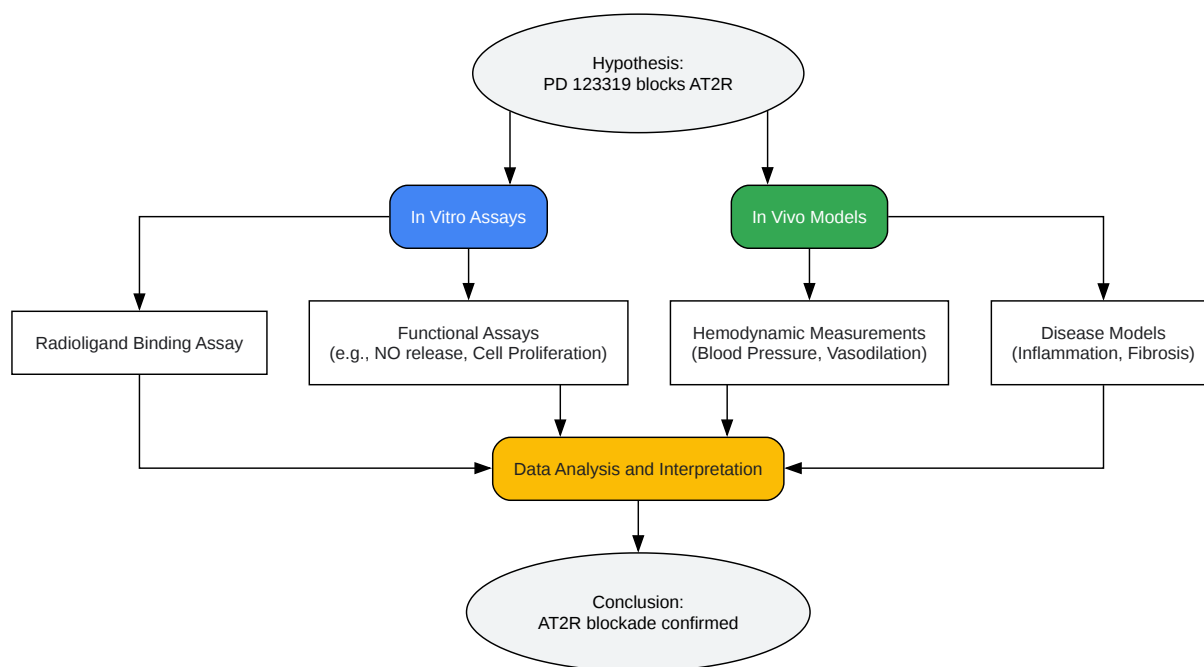 Hypothesis:
PD 123319 blocks AT2R
In Vitro Assays
In Vivo Models
Radioligand Binding Assay
Functional Assays
(e.g., NO release, Cell Proliferation)
Hemodynamic Measurements
(Blood Pressure, Vasodilation)
Disease Models
(Inflammation, Fibrosis)
Data Analysis and Interpretation
Conclusion:
AT2R blockade confirmed